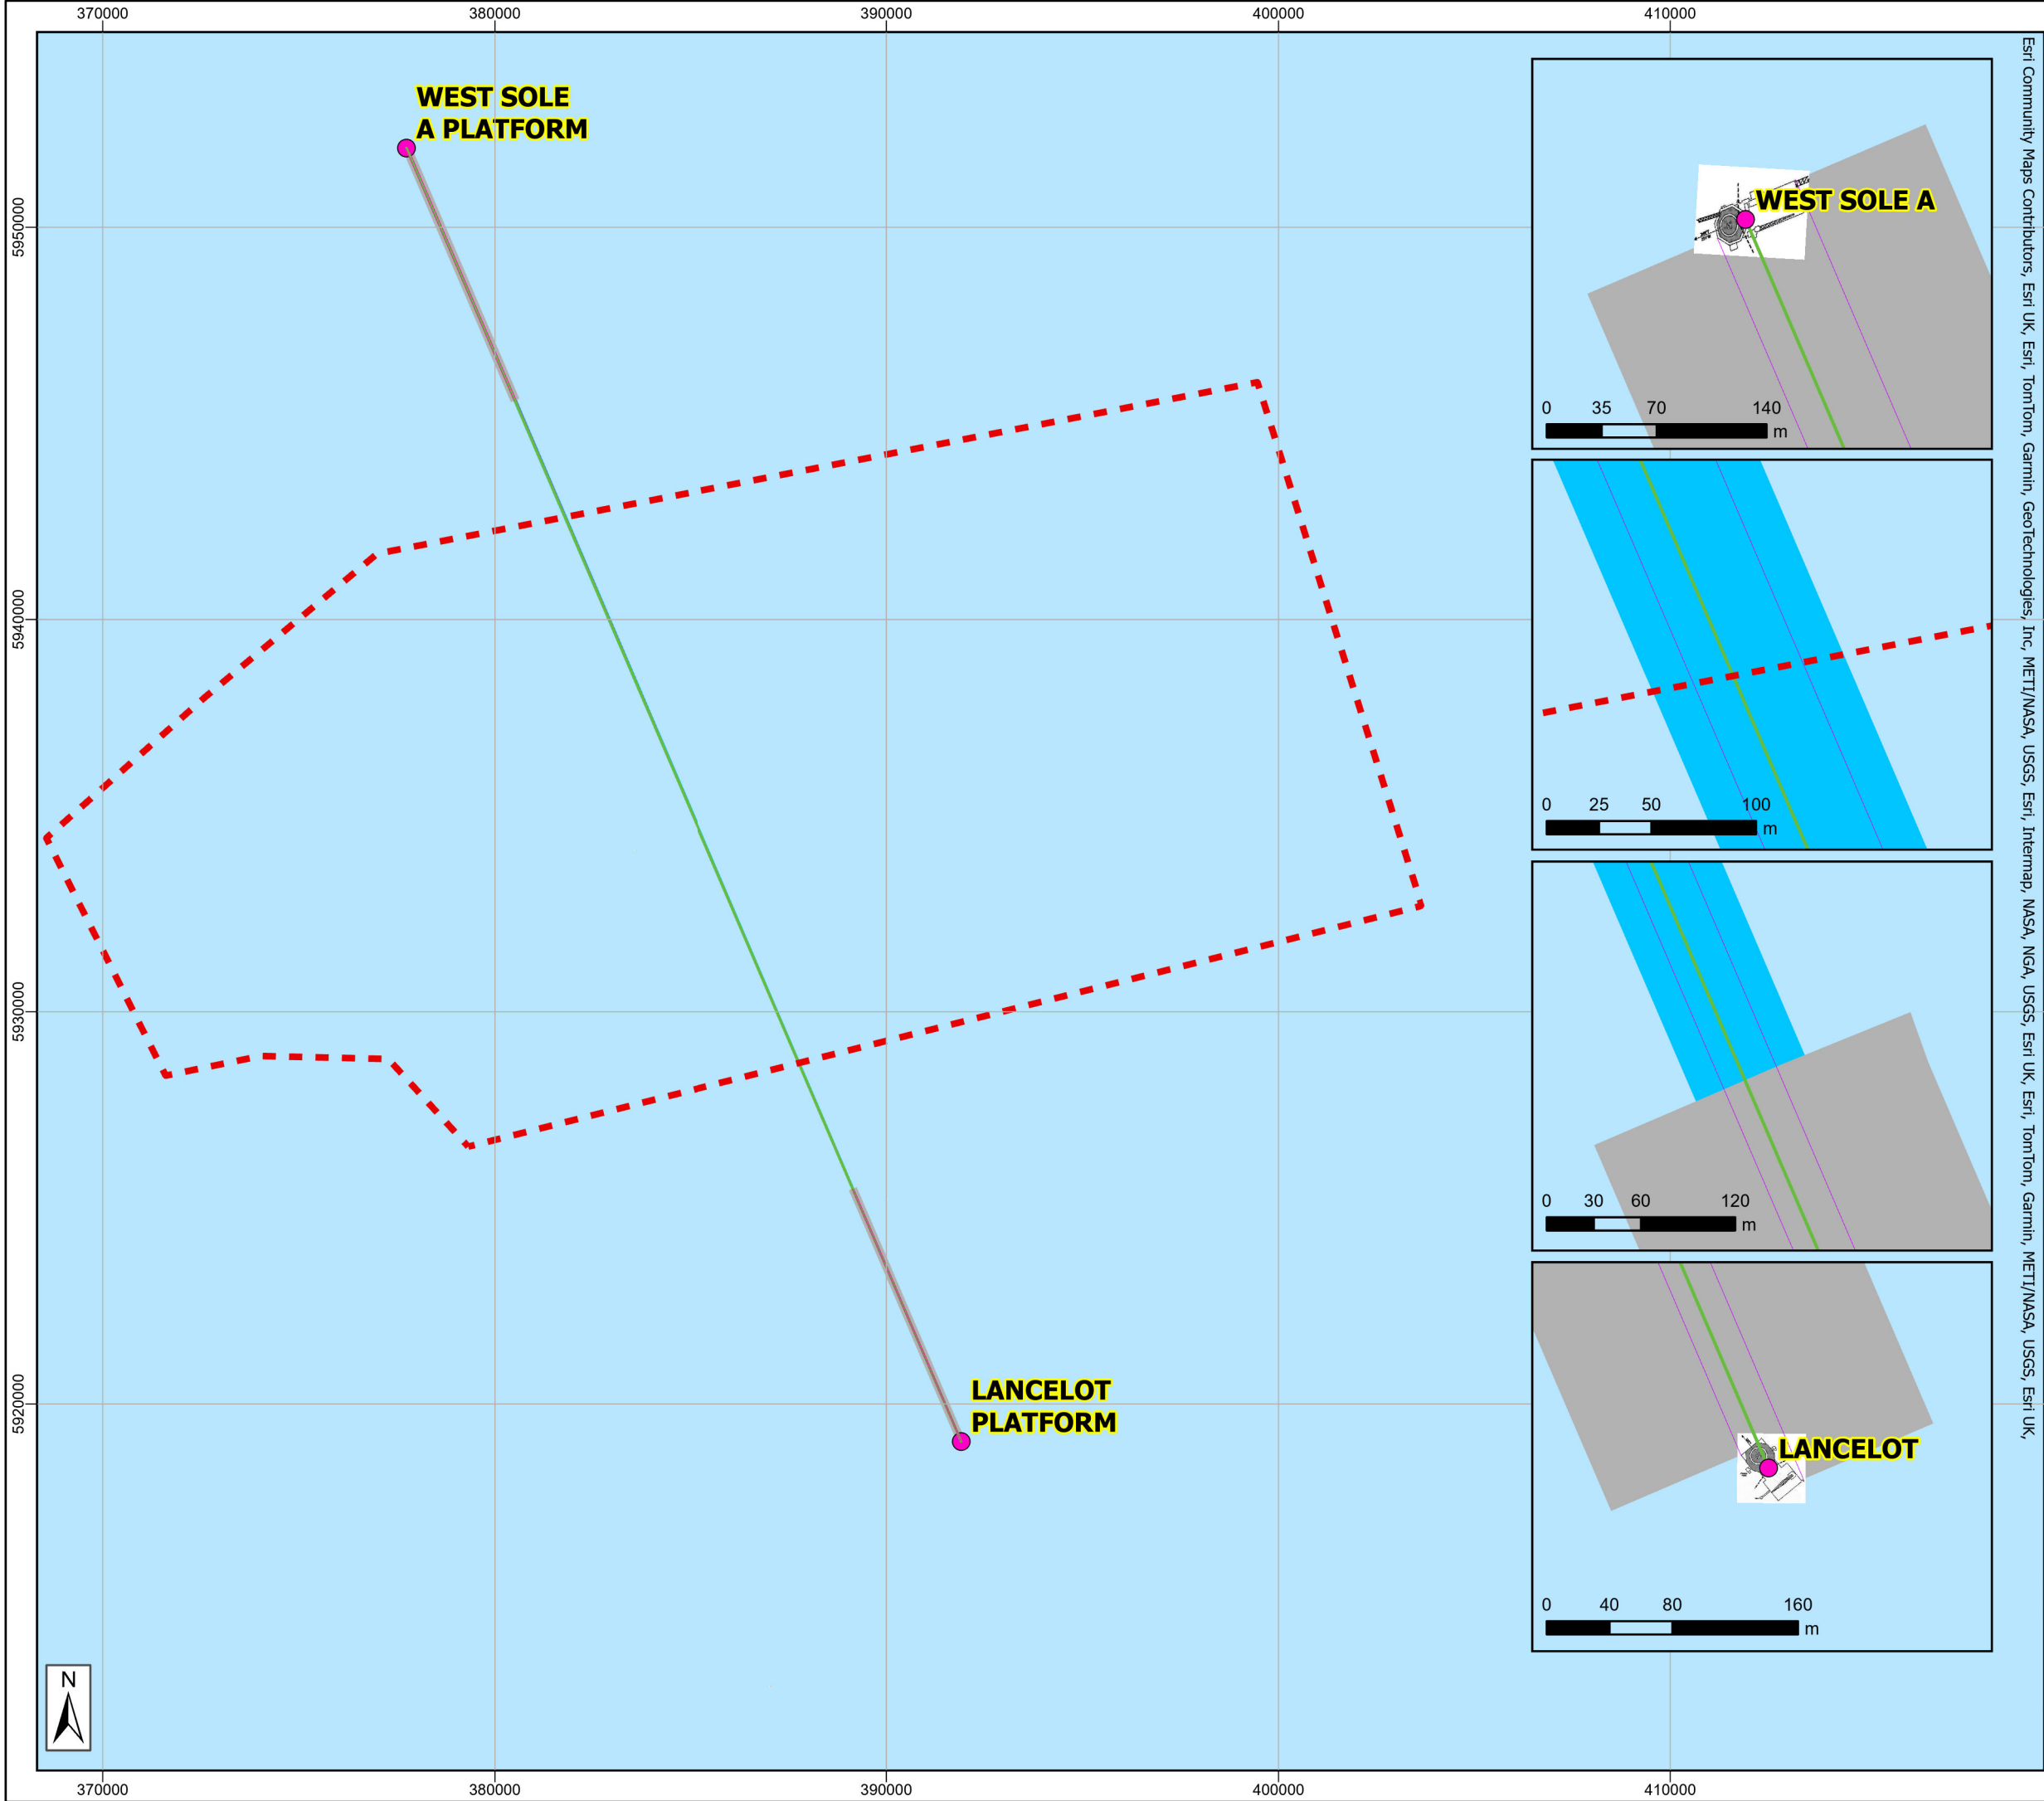 370000
380000
390000
400000
410000
WEST SOLE
A PLATFORM
5950000
5940000
5930000
5920000
LANCELOT
PLATFORM
N
370000
380000
390000
400000
410000
WEST SOLE A
0 35 70 140
m
0 25 50 100
m
0 30 60 120
m
LANCELOT
0 40 80 160
m
Esri Community Maps Contributors, Esri UK, Esri, TomTom, Garmin, GeoTechnologies, Inc, METI/NASA, USGS, Esri, Intermap, NASA, NGA, USGS, Esri UK, Esri, TomTom, Garmin, METI/NASA, USGS, Esri UK,